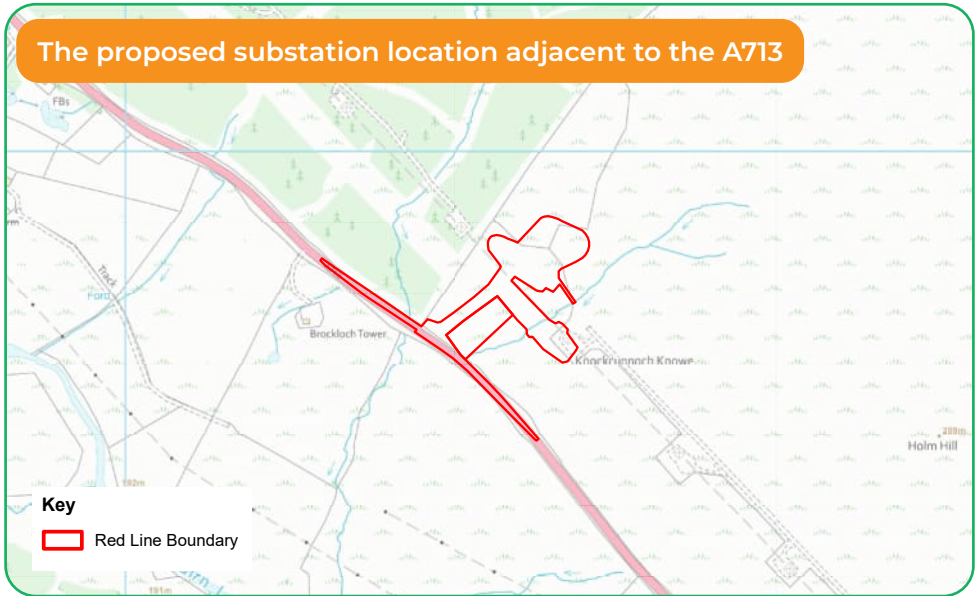 The proposed substation location adjacent to the A713
FBs
Track
Ford
Brockloch Tower
Knockrunnoch Knowe
288m
Holm Hill
192m
Key
Red Line Boundary
191m